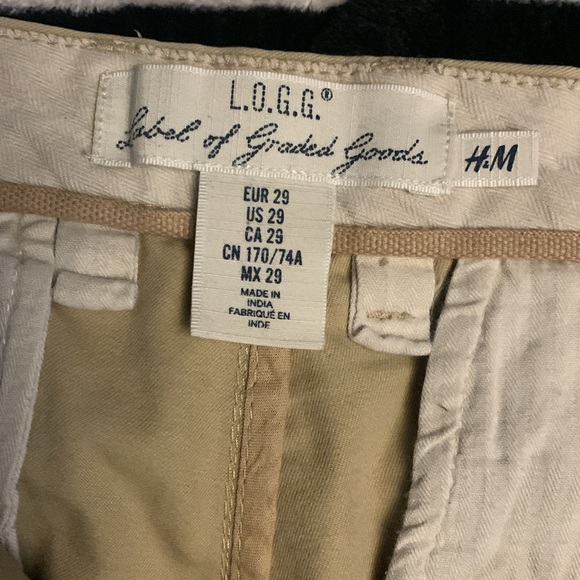 L.O.G.G.®
Label of Graded Goods
H&M
EUR 29
US 29
CA 29
CN 170/74A
MX 29
MADE IN
INDIA
FABRIQUÉ EN
INDE